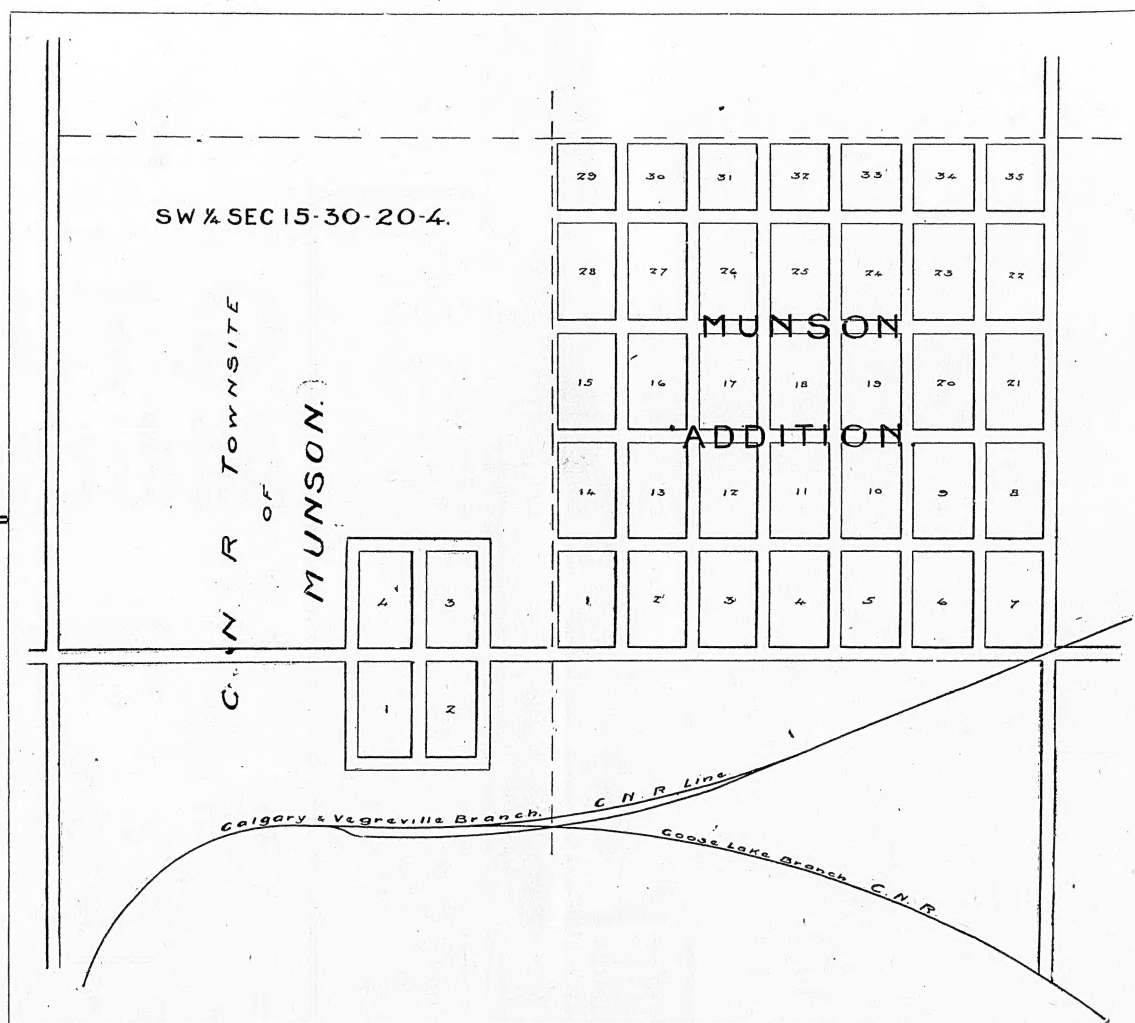 SW ¼ SEC 15-30-20-4.
C. N R TOWNSITE
OF
MUNSON.
29 30 31 32 33 34 35
28 27 26 25 24 23 22
MUNSON
15 16 17 18 19 20 21
ADDITION.
14 13 12 11 10 9 8
4 3
1 2 3 4 5 6 7
1 2
Calgary & Vegreville Branch.
C. N. R. Line.
Goose Lake Branch C. N. R.